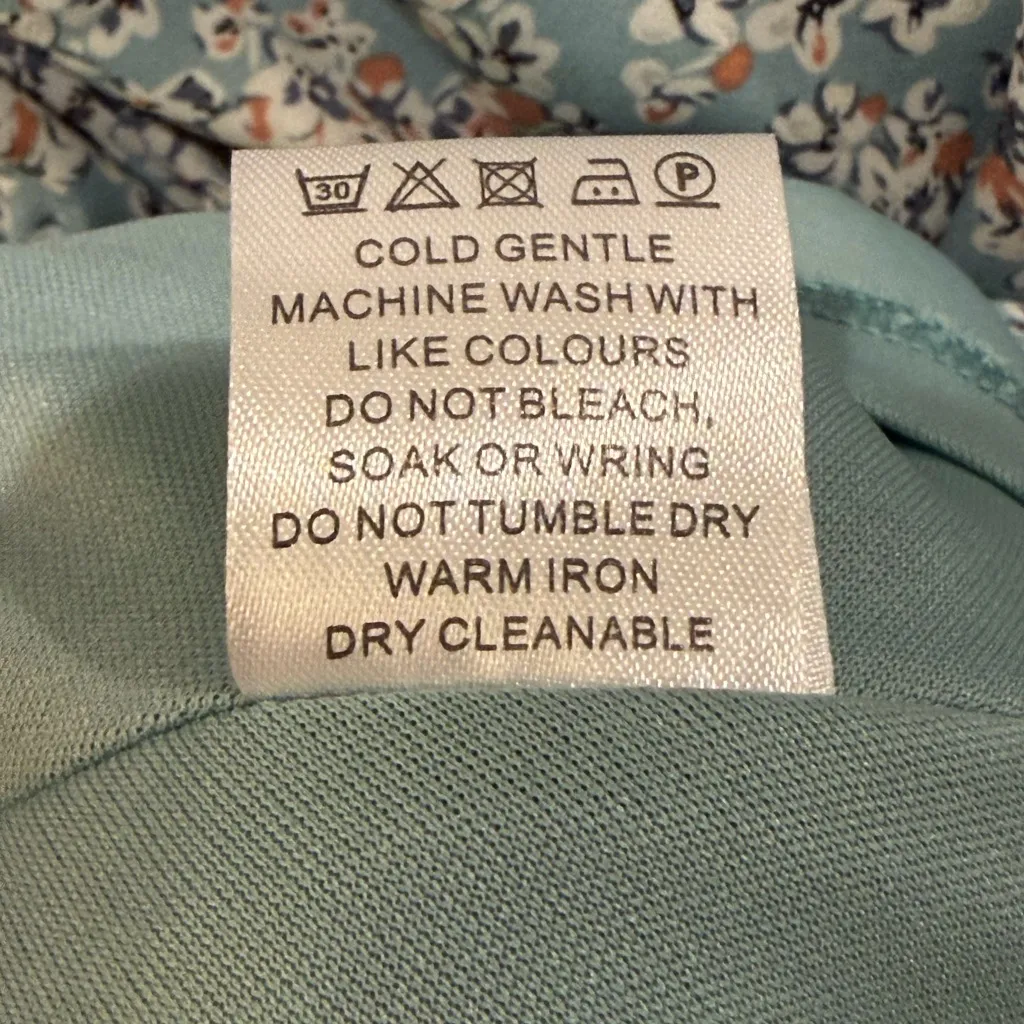 30 P
COLD GENTLE
MACHINE WASH WITH
LIKE COLOURS
DO NOT BLEACH,
SOAK OR WRING
DO NOT TUMBLE DRY
WARM IRON
DRY CLEANABLE